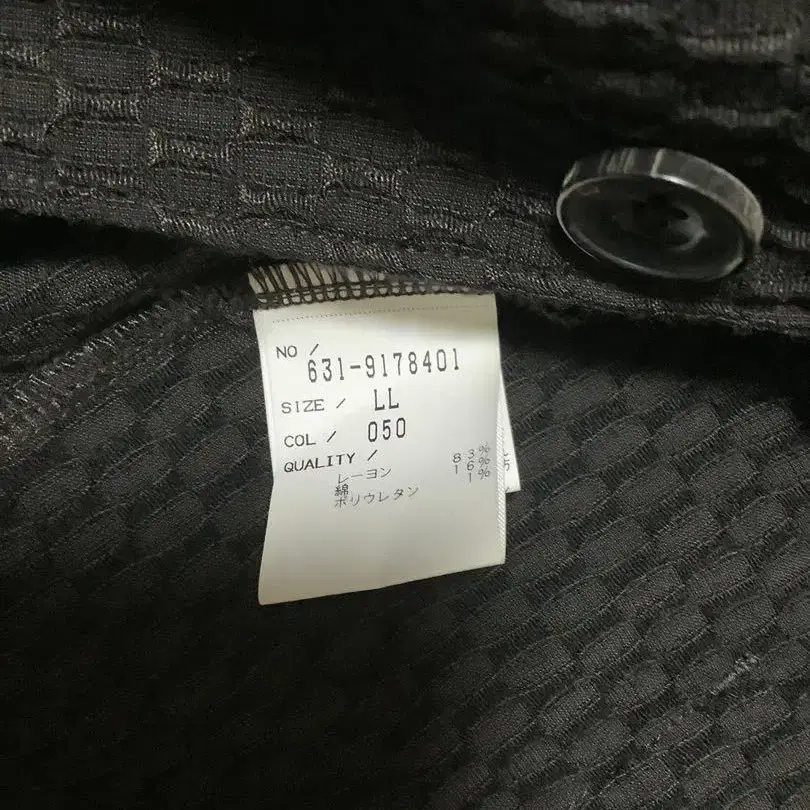 NO / 631-9178401
SIZE / LL
COL / 050
QUALITY /
レーヨン 83%
綿 16%
ポリウレタン 1%